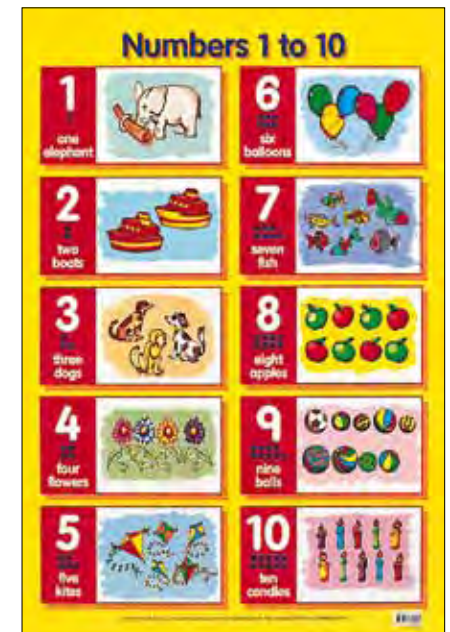 Numbers 1 to 10
1
one
elephant
2
two
boats
3
three
dogs
4
four
flowers
5
five
kites
6
six
balloons
7
seven
fish
8
eight
apples
9
nine
balls
10
ten
candles